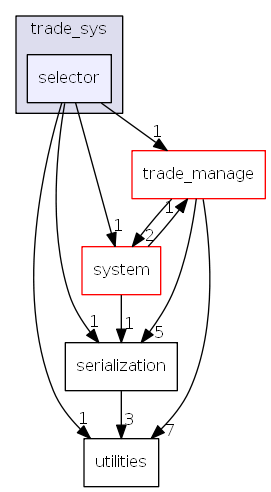 trade_sys
selector
1
trade_manage
1
2
1
system
1
1
5
serialization
1
3
7
utilities